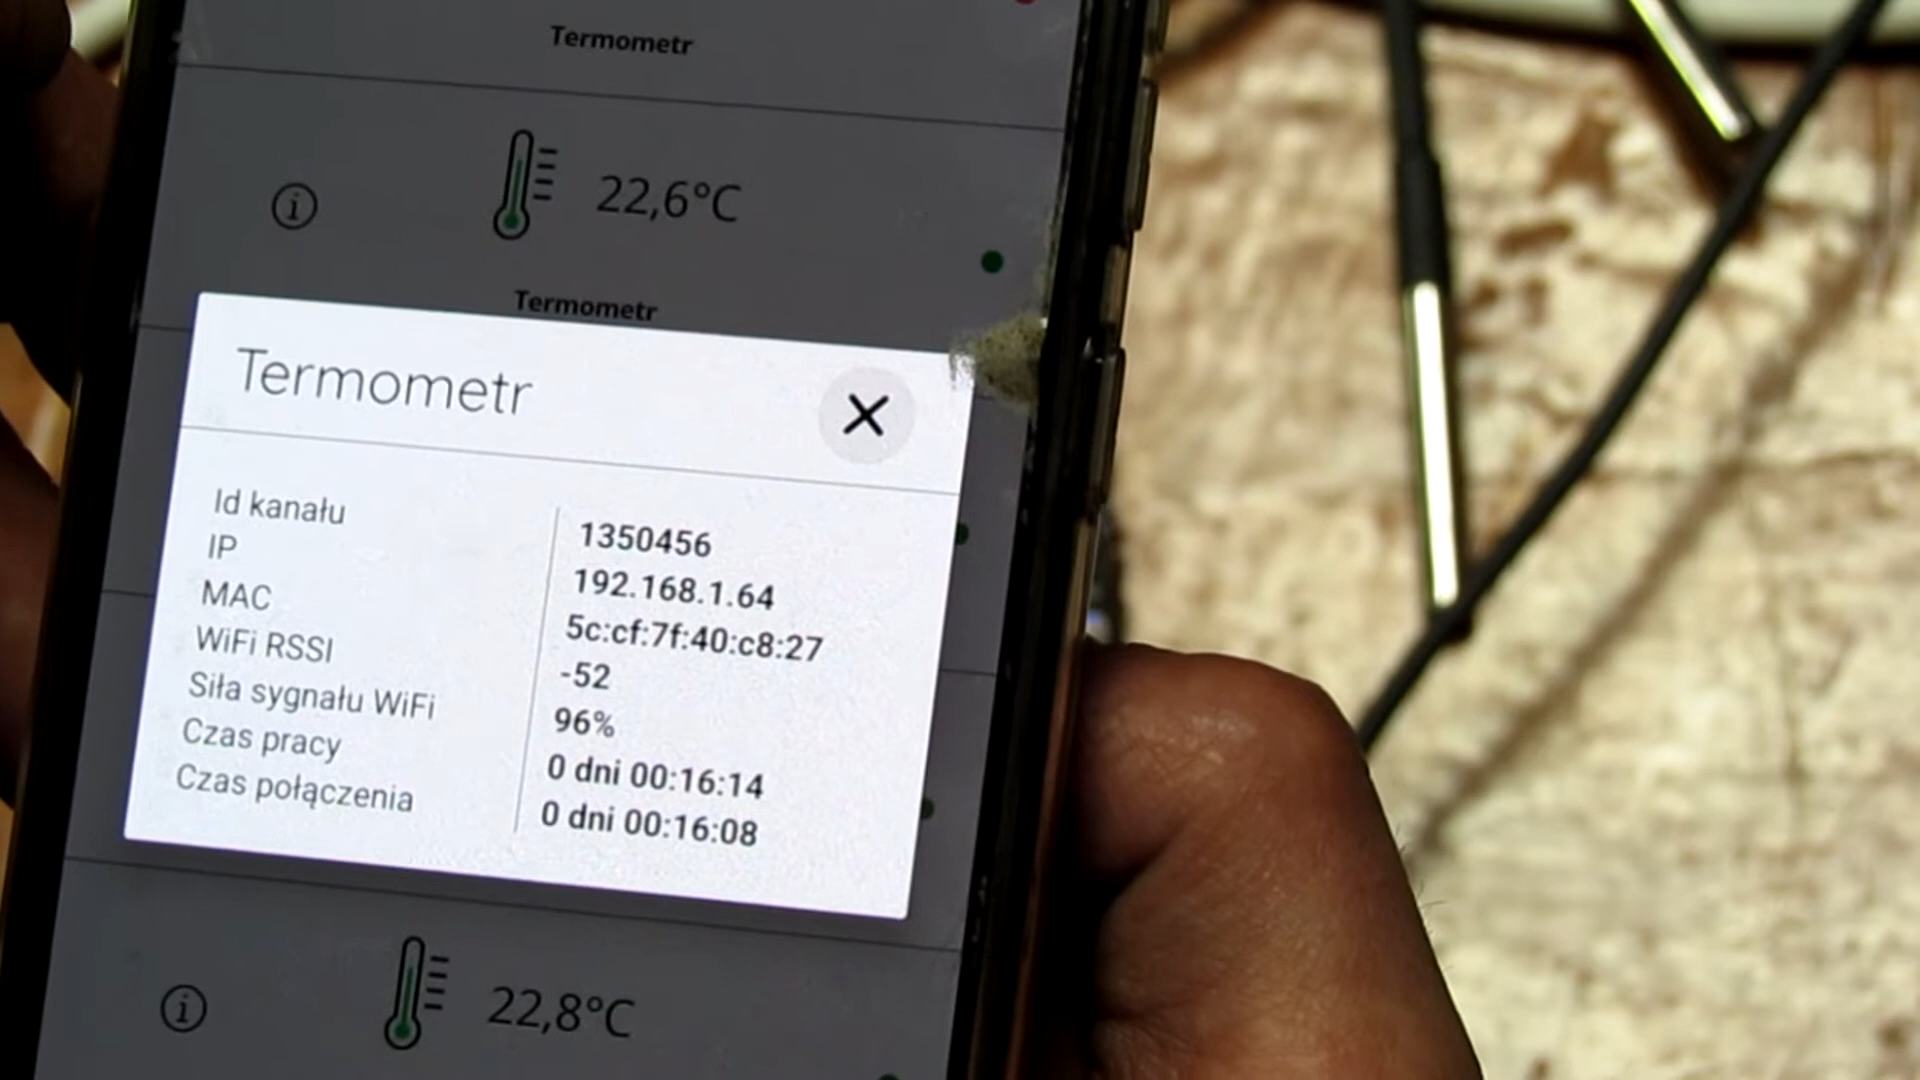 Termometr
22,6°C
Termometr
Termometr
Id kanału 1350456
IP 192.168.1.64
MAC 5c:cf:7f:40:c8:27
WiFi RSSI -52
Siła sygnału WiFi 96%
Czas pracy 0 dni 00:16:14
Czas połączenia 0 dni 00:16:08
22,8°C